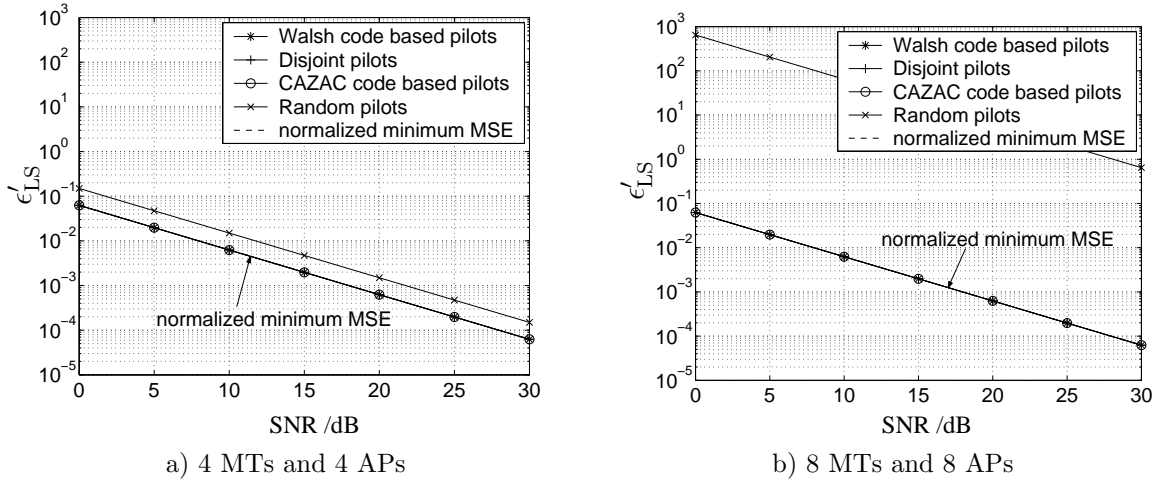 10^3
10^2
10^1
10^0
10^-1
10^-2
10^-3
10^-4
10^-5
ϵ′_LS
Walsh code based pilots
Disjoint pilots
CAZAC code based pilots
Random pilots
normalized minimum MSE
normalized minimum MSE
0 5 10 15 20 25 30
SNR /dB
a) 4 MTs and 4 APs
10^3
10^2
10^1
10^0
10^-1
10^-2
10^-3
10^-4
10^-5
ϵ′_LS
Walsh code based pilots
Disjoint pilots
CAZAC code based pilots
Random pilots
normalized minimum MSE
normalized minimum MSE
0 5 10 15 20 25 30
SNR /dB
b) 8 MTs and 8 APs